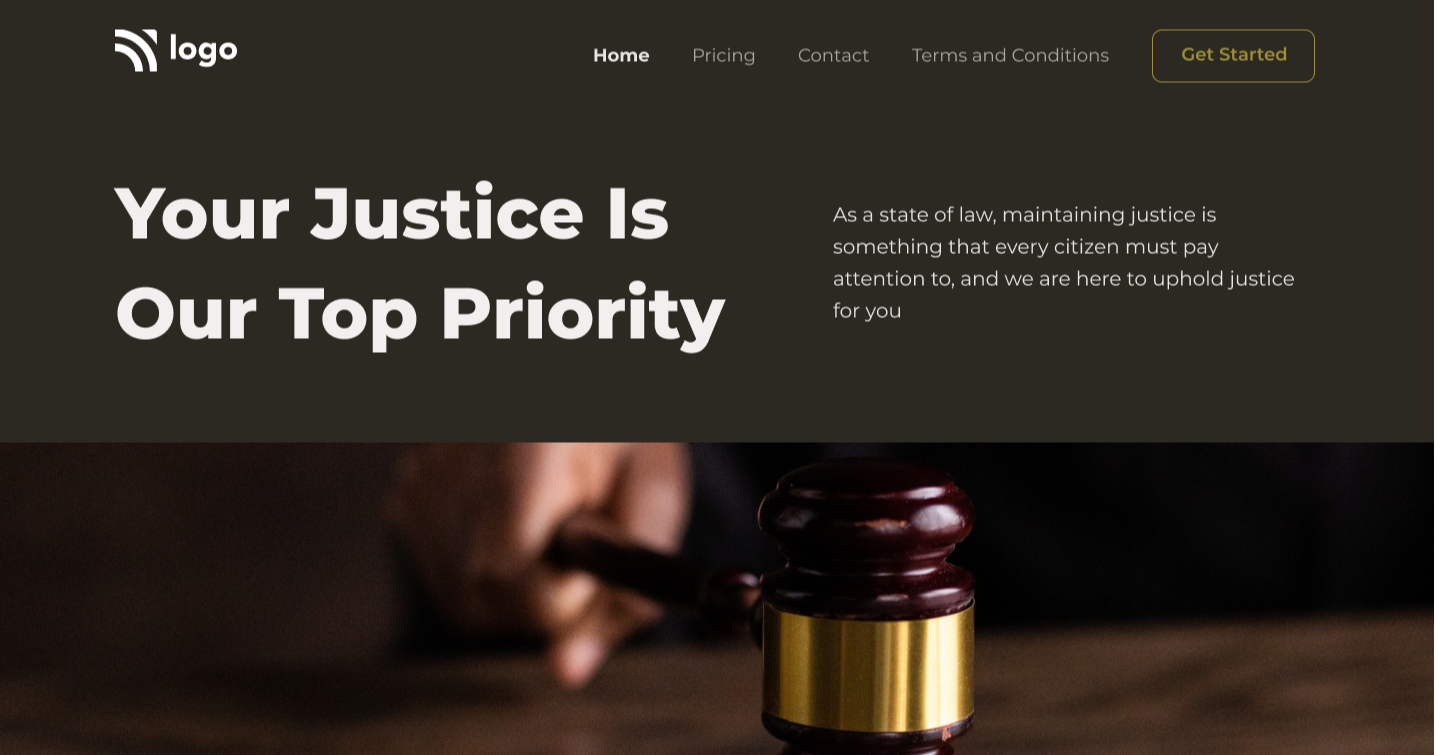 logo
Home Pricing Contact Terms and Conditions Get Started
Your Justice Is
Our Top Priority
As a state of law, maintaining justice is
something that every citizen must pay
attention to, and we are here to uphold justice
for you